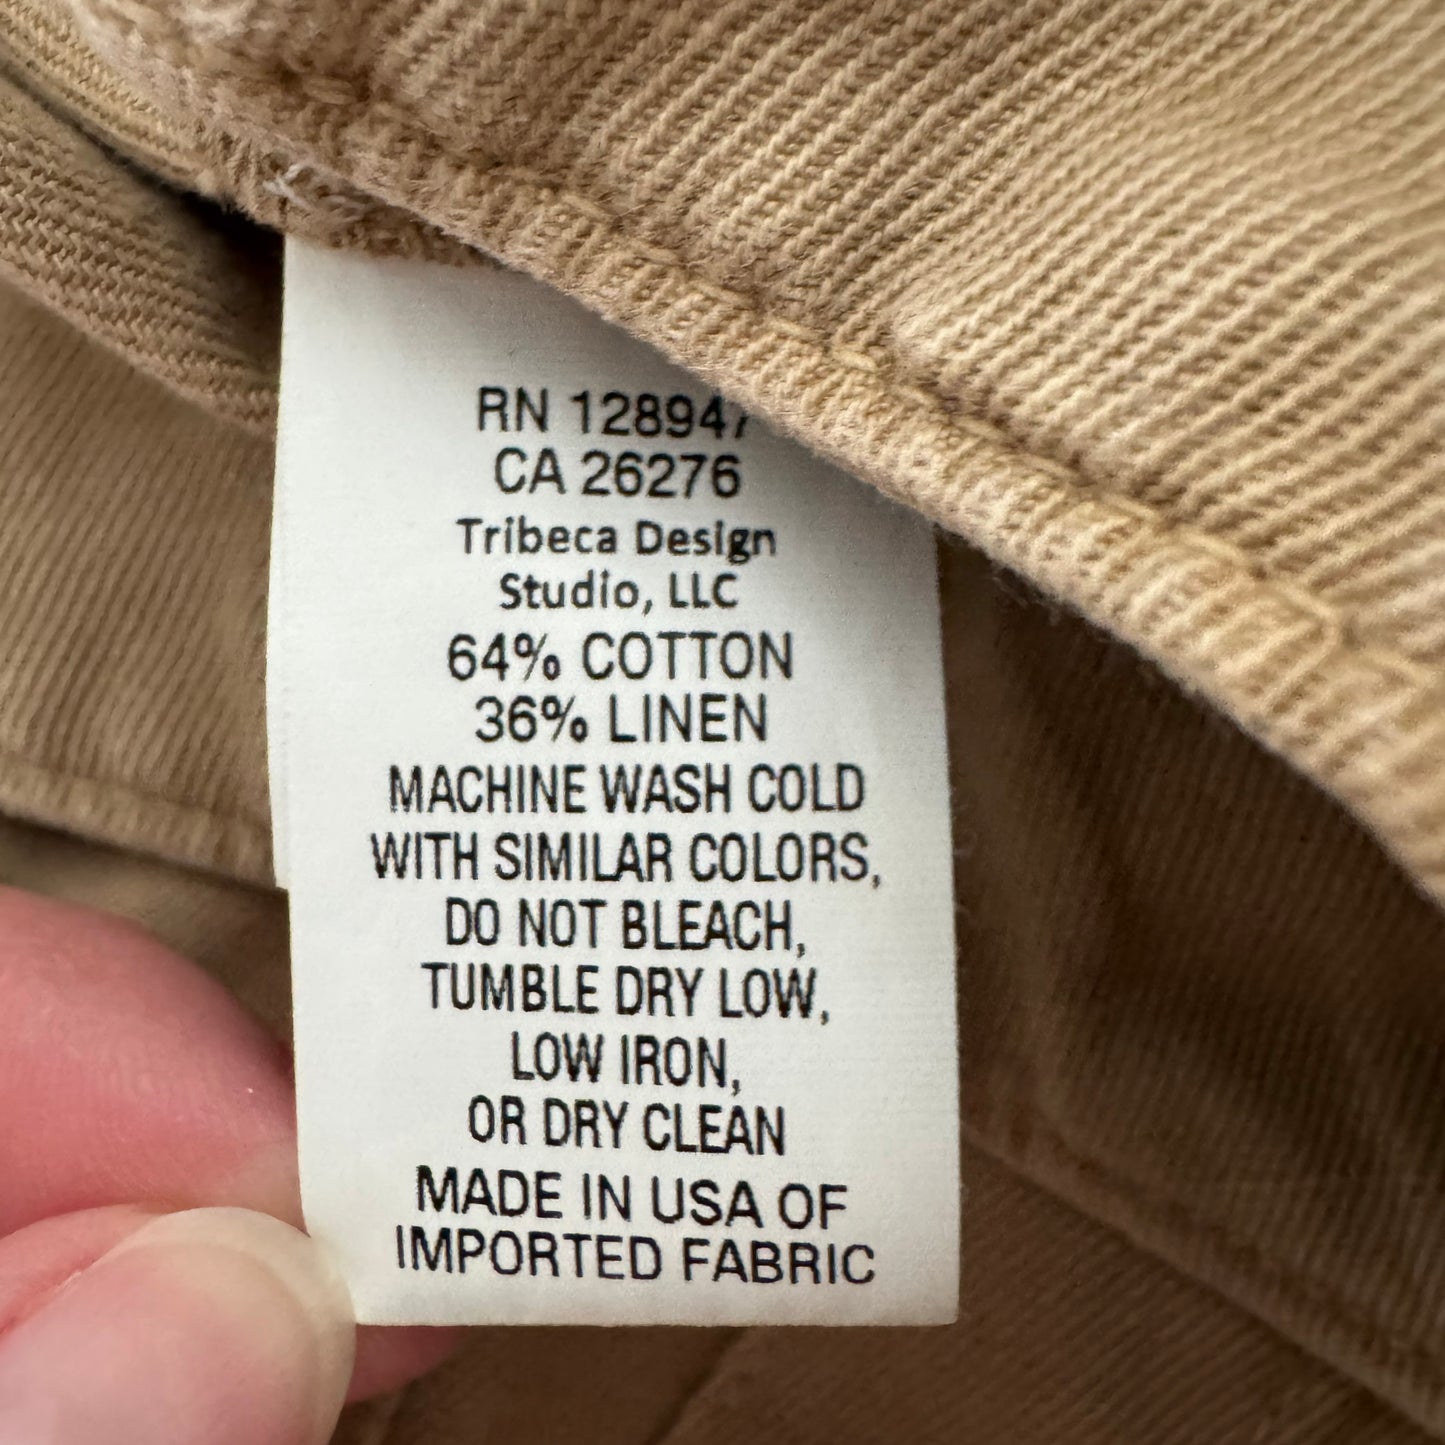 RN 128947
CA 26276
Tribeca Design
Studio, LLC
64% COTTON
36% LINEN
MACHINE WASH COLD
WITH SIMILAR COLORS,
DO NOT BLEACH,
TUMBLE DRY LOW,
LOW IRON,
OR DRY CLEAN
MADE IN USA OF
IMPORTED FABRIC